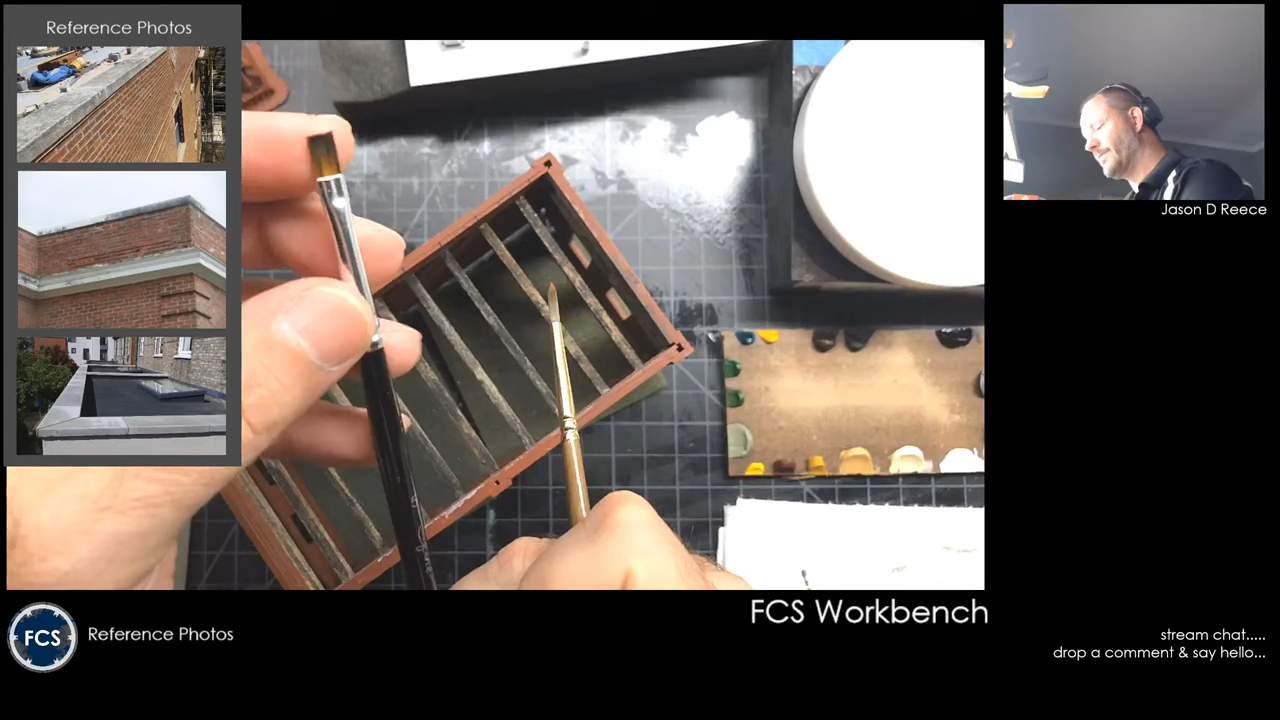 Reference Photos
Jason D Reece
FCS Workbench
FCS
Reference Photos
stream chat.....
drop a comment & say hello...